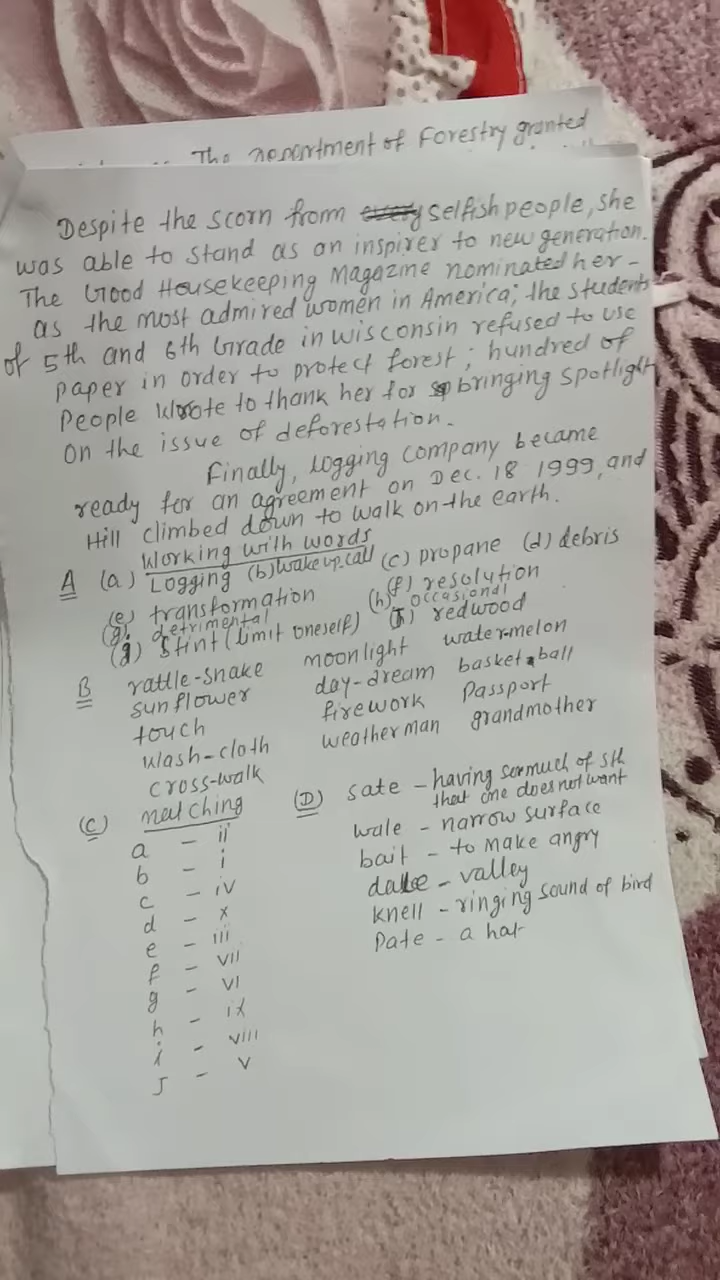 The Department of Forestry granted
Despite the scorn from selfish people, she
was able to stand as an inspirer to new generation.
The Good Housekeeping Magazine nominated her -
as the most admired women in America; the students
of 5th and 6th Grade in Wisconsin refused to use
paper in order to protect forest; hundred of
People wrote to thank her for bringing spotlight
on the issue of deforestation.
Finally, logging company became
ready for an agreement on Dec. 18 1999, and
Hill climbed down to walk on the earth.
Working with words
A (a) Logging (b) wake up call (c) propane (d) debris
(e) transformation (f) resolution
(g) detrimental (h) occasional
(g) Stint (limit oneself) (J) redwood
B rattle-snake moonlight watermelon
sunflower day-dream basket ball
touch firework Passport
wash-cloth weather man grandmother
cross-walk
(C) matching
a - ii
b - i
c - iv
d - x
e - iii
f - vii
g - vi
h - ix
i - viii
J - v
(D) sate - having so much of sth
that one does not want
wale - narrow surface
bait - to make angry
dale - valley
knell - ringing sound of bird
Pate - a hat